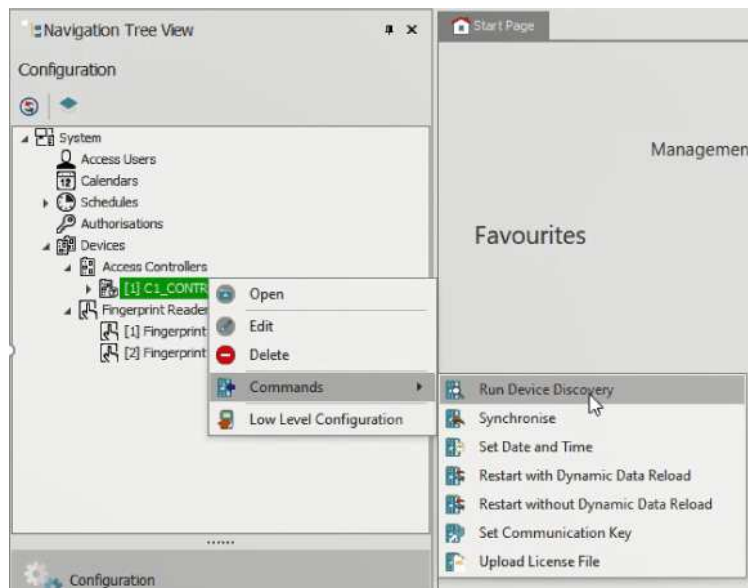 Navigation Tree View
Start Page
Configuration
System
Access Users
12 Calendars
Schedules
Authorisations
Devices
Access Controllers
[1] C1_CONTR
Fingerprint Reader
[1] Fingerprint
[2] Fingerprint
Open
Edit
Delete
Commands
Low Level Configuration
Managemen
Favourites
Run Device Discovery
Synchronise
Set Date and Time
Restart with Dynamic Data Reload
Restart without Dynamic Data Reload
Set Communication Key
Upload License File
Configuration